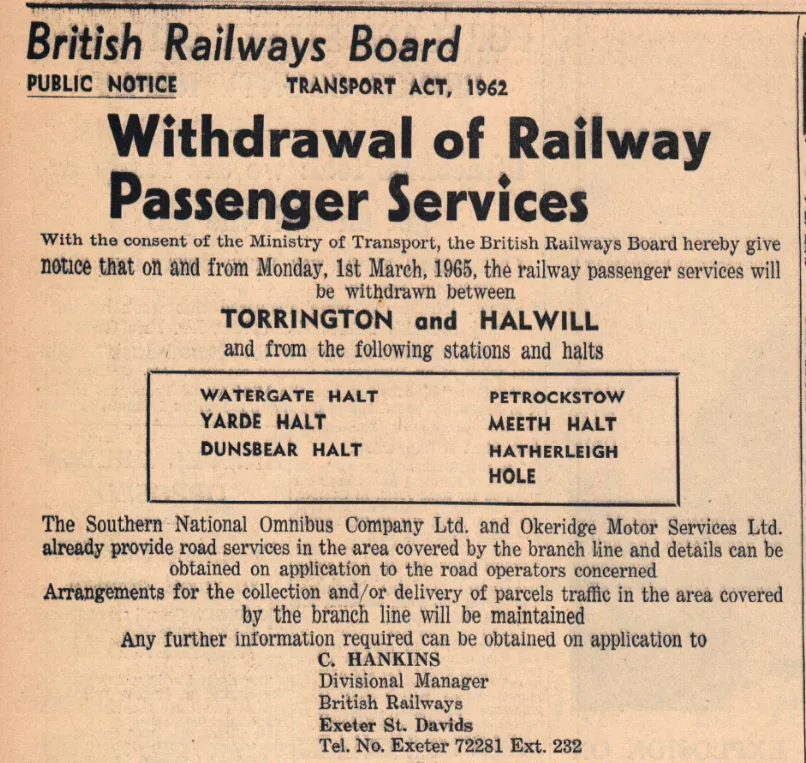 British Railways Board
PUBLIC NOTICE TRANSPORT ACT, 1962
Withdrawal of Railway
Passenger Services
With the consent of the Ministry of Transport, the British Railways Board hereby give
notice that on and from Monday, 1st March, 1965, the railway passenger services will
be withdrawn between
TORRINGTON and HALWILL
and from the following stations and halts
WATERGATE HALT PETROCKSTOW
YARDE HALT MEETH HALT
DUNSBEAR HALT HATHERLEIGH
HOLE
The Southern National Omnibus Company Ltd. and Okeridge Motor Services Ltd.
already provide road services in the area covered by the branch line and details can be
obtained on application to the road operators concerned
Arrangements for the collection and/or delivery of parcels traffic in the area covered
by the branch line will be maintained
Any further information required can be obtained on application to
C. HANKINS
Divisional Manager
British Railways
Exeter St. Davids
Tel. No. Exeter 72281 Ext. 232